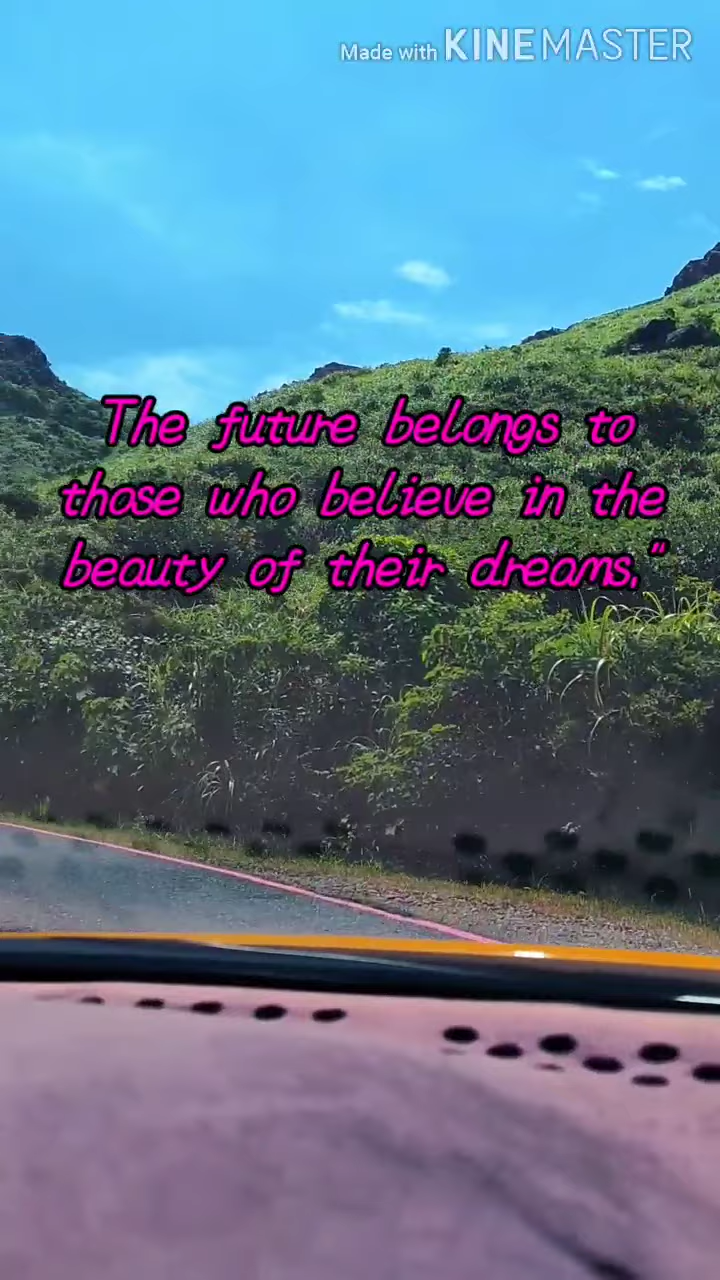 Made with KINEMASTER
The future belongs to
those who believe in the
beauty of their dreams."